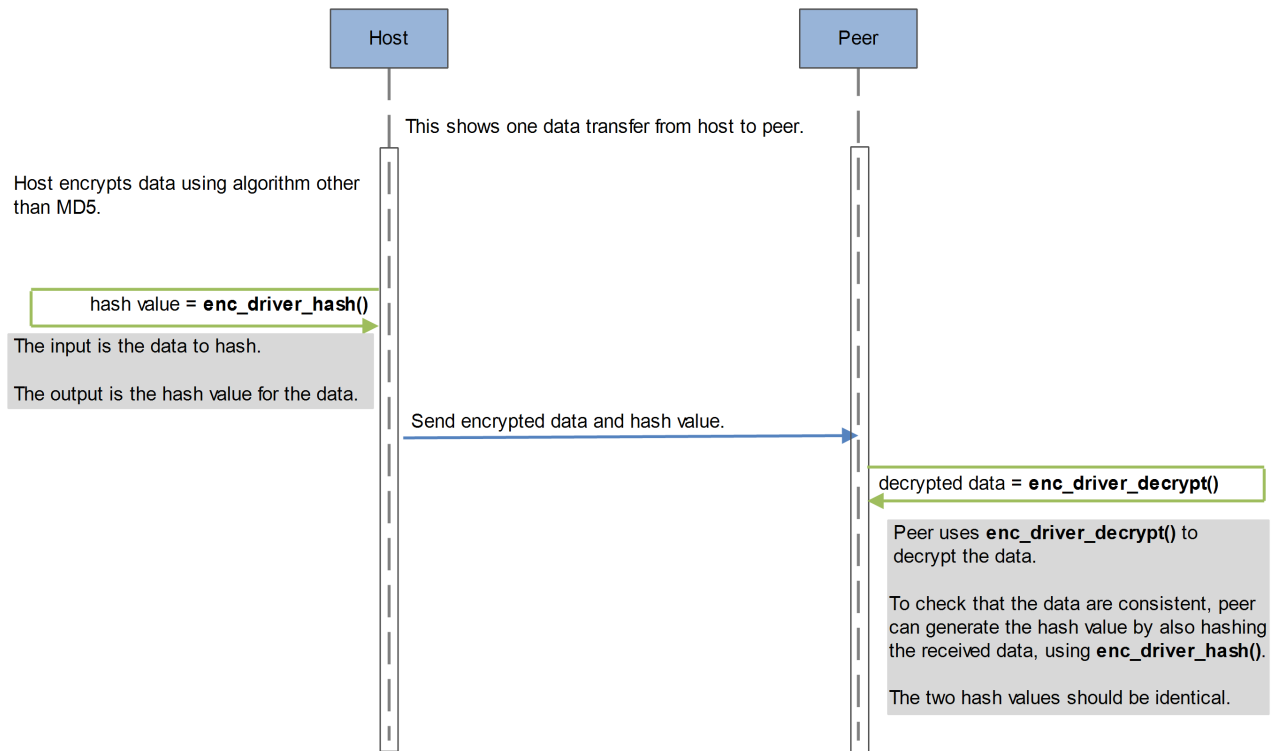 Host
Peer
This shows one data transfer from host to peer.
Host encrypts data using algorithm other
than MD5.
hash value = enc_driver_hash()
The input is the data to hash.
The output is the hash value for the data.
Send encrypted data and hash value.
decrypted data = enc_driver_decrypt()
Peer uses enc_driver_decrypt() to
decrypt the data.
To check that the data are consistent, peer
can generate the hash value by also hashing
the received data, using enc_driver_hash().
The two hash values should be identical.